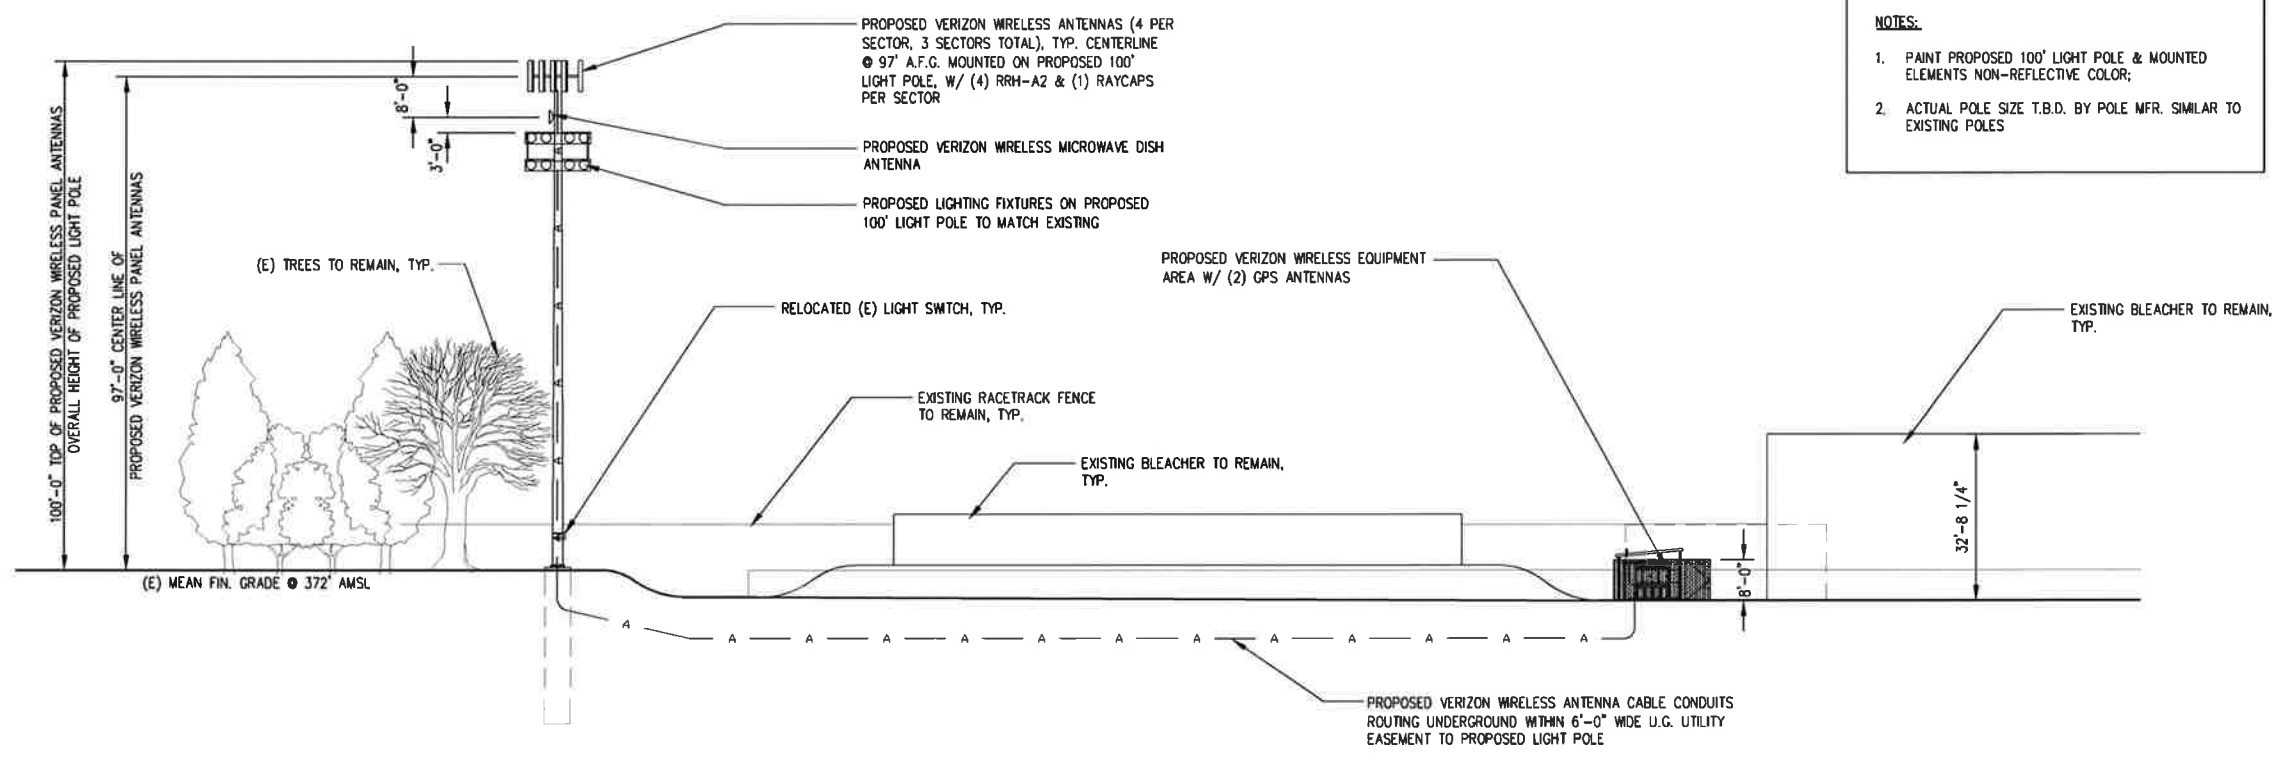 PROPOSED VERIZON WIRELESS ANTENNAS (4 PER
SECTOR, 3 SECTORS TOTAL), TYP. CENTERLINE
@ 97' A.F.G. MOUNTED ON PROPOSED 100'
LIGHT POLE, W/ (4) RRH-A2 & (1) RAYCAPS
PER SECTOR
NOTES:
1. PAINT PROPOSED 100' LIGHT POLE & MOUNTED
ELEMENTS NON-REFLECTIVE COLOR;
2. ACTUAL POLE SIZE T.B.D. BY POLE MFR. SIMILAR TO
EXISTING POLES
8'-0"
3'-0"
PROPOSED VERIZON WIRELESS MICROWAVE DISH
ANTENNA
PROPOSED LIGHTING FIXTURES ON PROPOSED
100' LIGHT POLE TO MATCH EXISTING
100'-0" TOP OF PROPOSED VERIZON WIRELESS PANEL ANTENNAS
OVERALL HEIGHT OF PROPOSED LIGHT POLE
97'-0" CENTER LINE OF
PROPOSED VERIZON WIRELESS PANEL ANTENNAS
(E) TREES TO REMAIN, TYP.
RELOCATED (E) LIGHT SWITCH, TYP.
PROPOSED VERIZON WIRELESS EQUIPMENT
AREA W/ (2) GPS ANTENNAS
EXISTING BLEACHER TO REMAIN,
TYP.
EXISTING RACETRACK FENCE
TO REMAIN, TYP.
EXISTING BLEACHER TO REMAIN,
TYP.
32'-8 1/4"
8'-0"
(E) MEAN FIN. GRADE @ 372' AMSL
A A A A A A A A A A A A A
PROPOSED VERIZON WIRELESS ANTENNA CABLE CONDUITS
ROUTING UNDERGROUND WITHIN 6'-0" WIDE U.G. UTILITY
EASEMENT TO PROPOSED LIGHT POLE